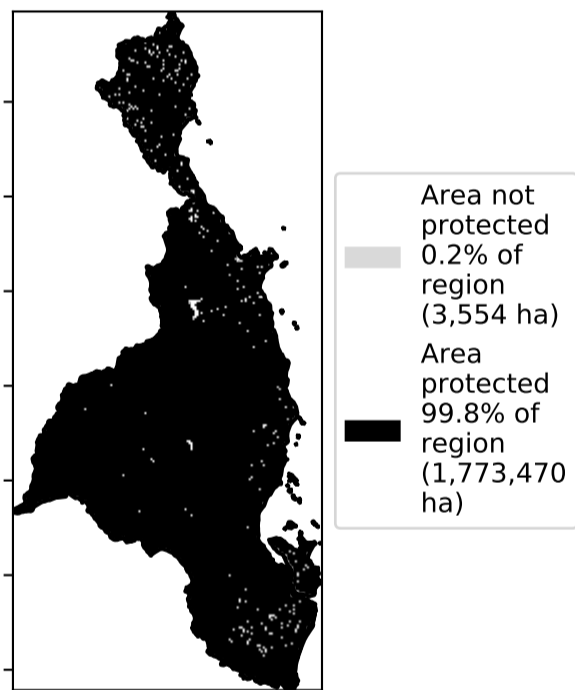 Area not
protected
0.2% of
region
(3,554 ha)
Area
protected
99.8% of
region
(1,773,470
ha)